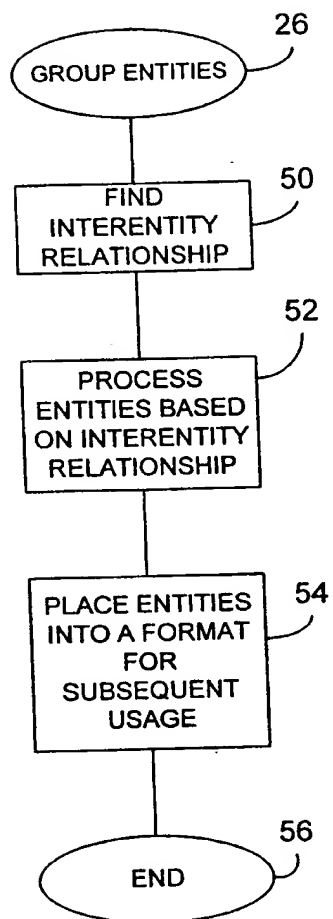 26
GROUP ENTITIES
50
FIND
INTERENTITY
RELATIONSHIP
52
PROCESS
ENTITIES BASED
ON INTERENTITY
RELATIONSHIP
54
PLACE ENTITIES
INTO A FORMAT
FOR
SUBSEQUENT
USAGE
56
END